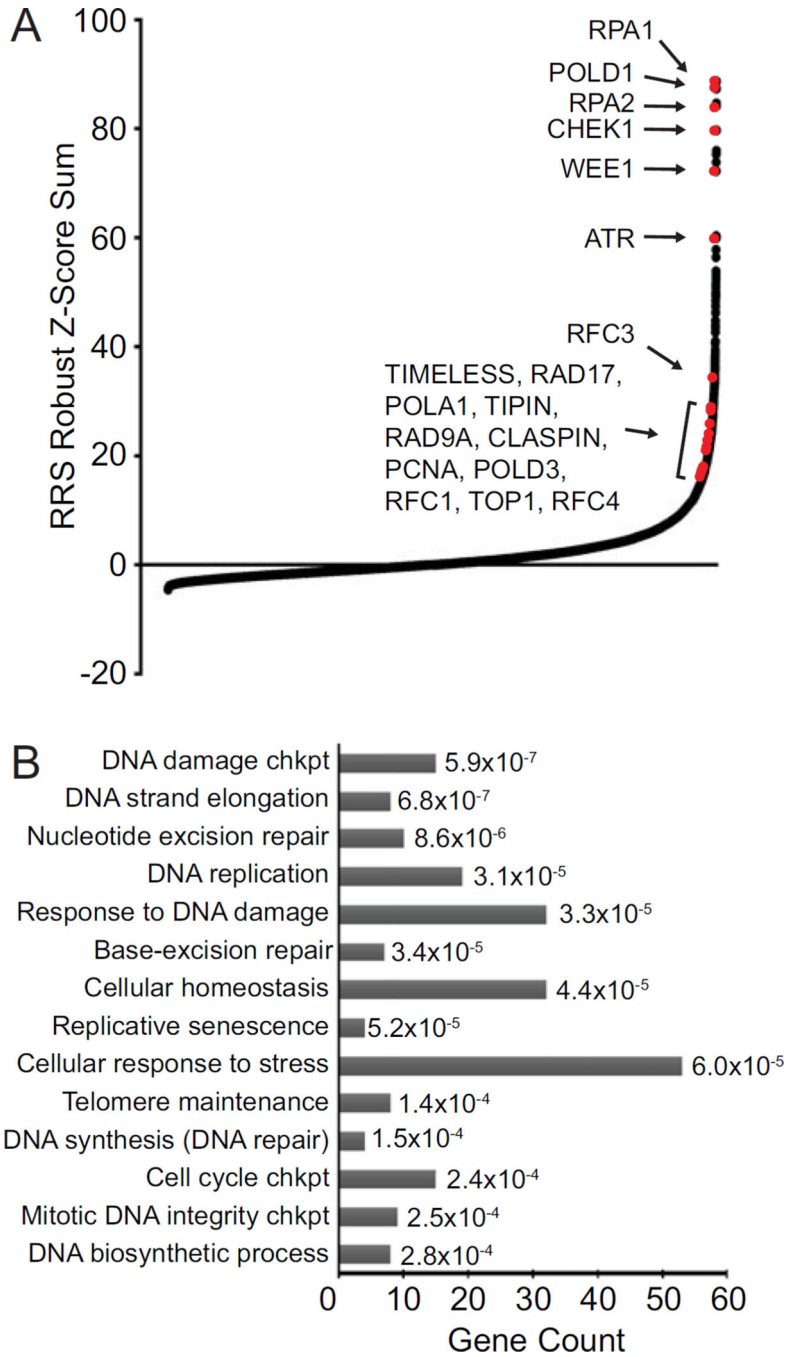 A
100
80
60
40
20
0
-20
RRS Robust Z-Score Sum
RPA1
POLD1
RPA2
CHEK1
WEE1
ATR
RFC3
TIMELESS, RAD17,
POLA1, TIPIN,
RAD9A, CLASPIN,
PCNA, POLD3,
RFC1, TOP1, RFC4
B
DNA damage chkpt 5.9x10⁻⁷
DNA strand elongation 6.8x10⁻⁷
Nucleotide excision repair 8.6x10⁻⁶
DNA replication 3.1x10⁻⁵
Response to DNA damage 3.3x10⁻⁵
Base-excision repair 3.4x10⁻⁵
Cellular homeostasis 4.4x10⁻⁵
Replicative senescence 5.2x10⁻⁵
Cellular response to stress 6.0x10⁻⁵
Telomere maintenance 1.4x10⁻⁴
DNA synthesis (DNA repair) 1.5x10⁻⁴
Cell cycle chkpt 2.4x10⁻⁴
Mitotic DNA integrity chkpt 2.5x10⁻⁴
DNA biosynthetic process 2.8x10⁻⁴
0 10 20 30 40 50 60
Gene Count